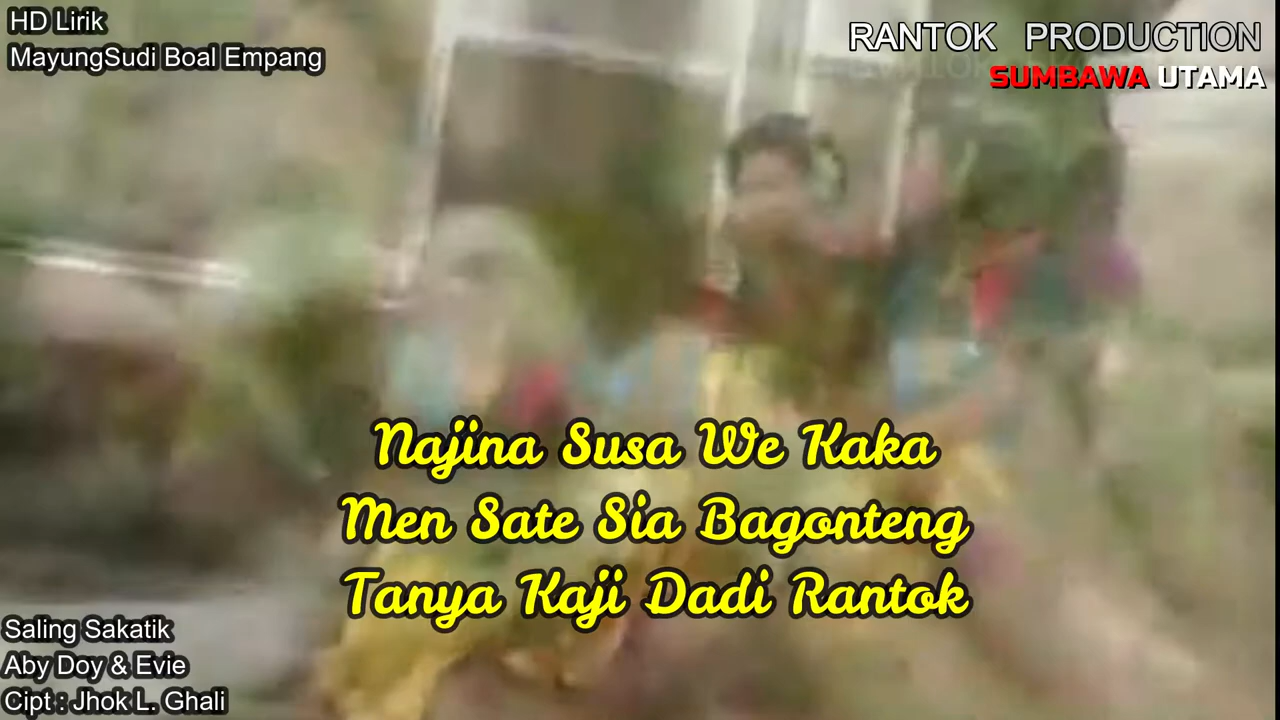 HD Lirik
MayungSudi Boal Empang
RANTOK PRODUCTION
SUMBAWA UTAMA
Najina Susa We Kaka
Men Sate Sia Bagonteng
Tanya Kaji Dadi Rantok
Saling Sakatik
Aby Doy & Evie
Cipt : Jhok L. Ghali